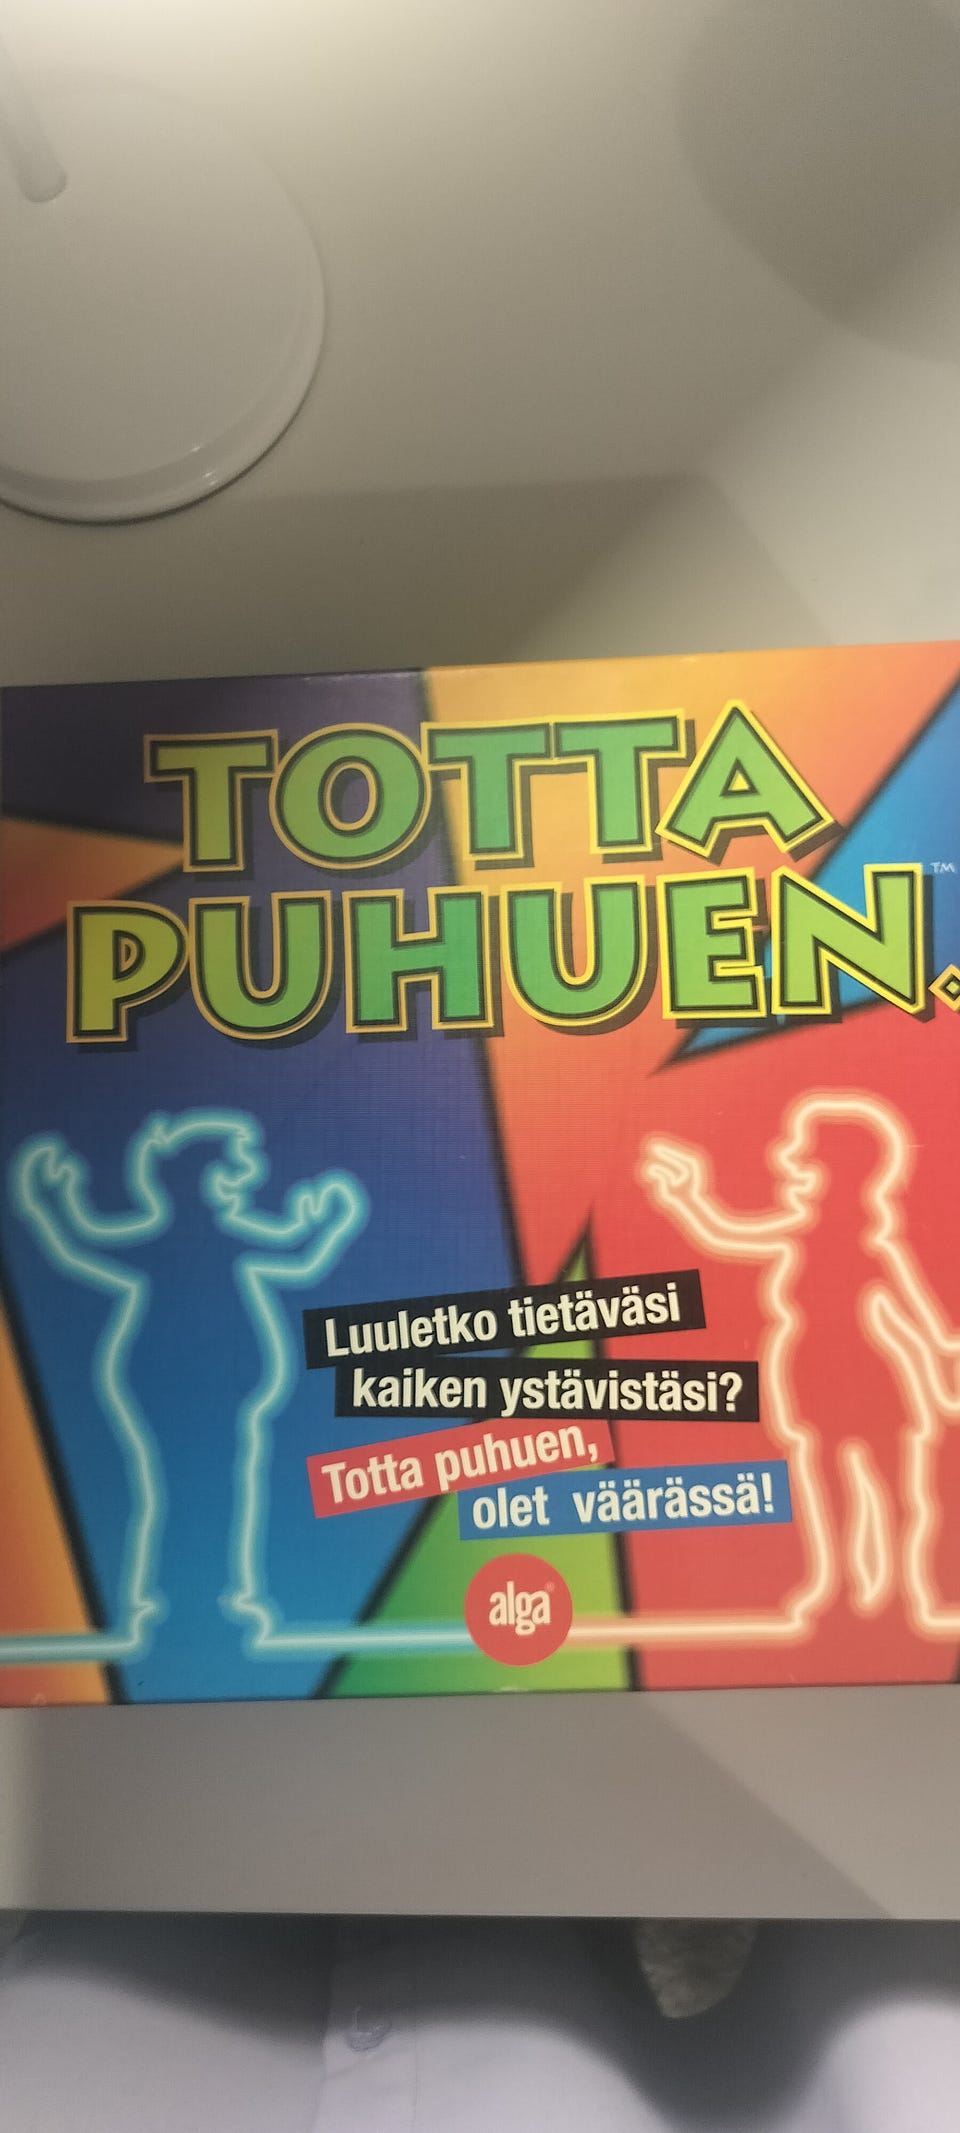 TOTTA
PUHUEN.™
Luuletko tietäväsi
kaiken ystävistäsi?
Totta puhuen,
olet väärässä!
alga®